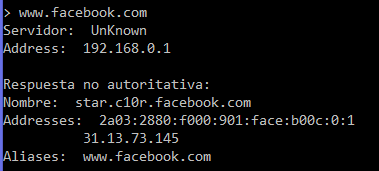 > www.facebook.com
Servidor:  UnKnown
Address:  192.168.0.1
Respuesta no autoritativa:
Nombre:  star.c10r.facebook.com
Addresses:  2a03:2880:f000:901:face:b00c:0:1
31.13.73.145
Aliases:  www.facebook.com